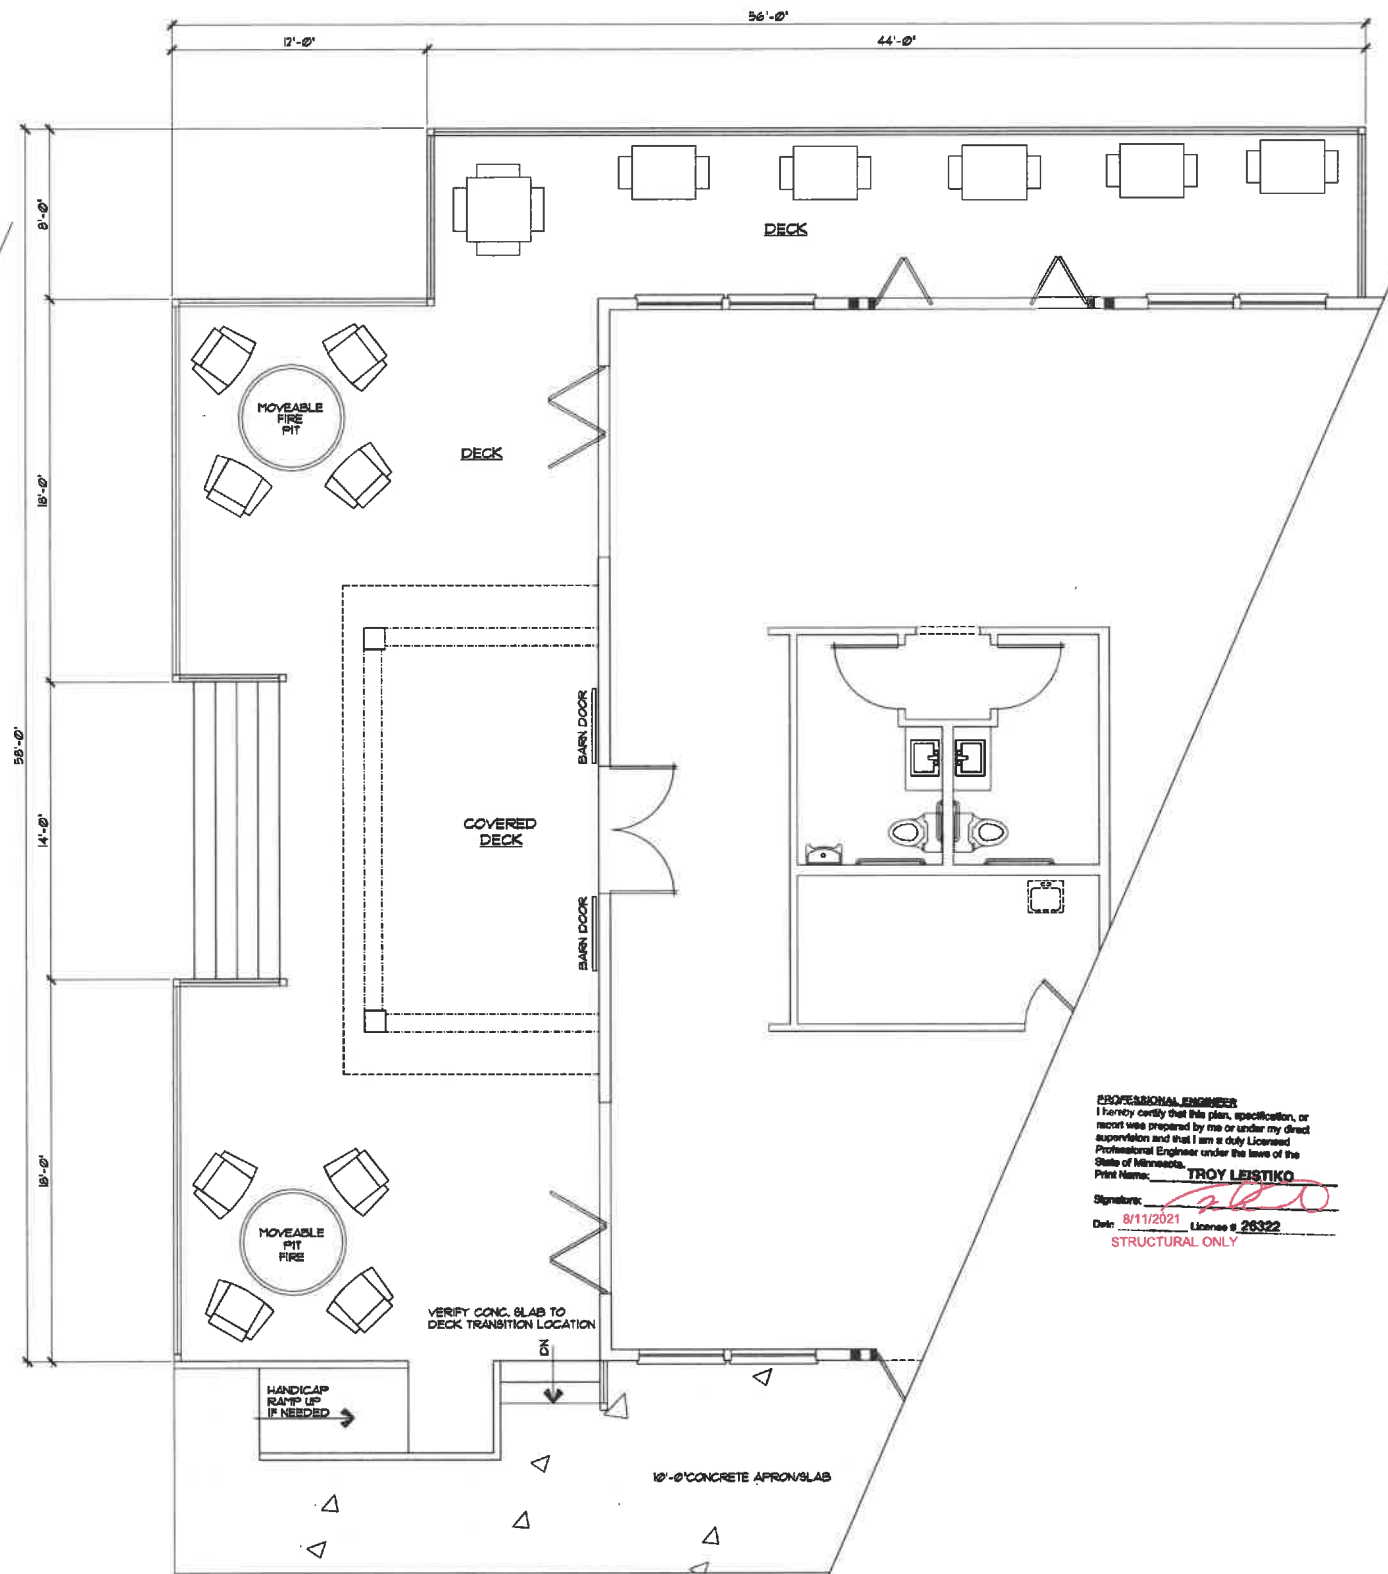 56'-0"
12'-0"
44'-0"
8'-0"
DECK
MOVEABLE
FIRE
PIT
DECK
18'-0"
58'-0"
BARN DOOR
COVERED
DECK
14'-0"
BARN DOOR
18'-0"
MOVEABLE
PIT
FIRE
VERIFY CONC. SLAB TO
DECK TRANSITION LOCATION
DN
HANDICAP
RAMP UP
IF NEEDED
10'-0" CONCRETE APRON/SLAB
PROFESSIONAL ENGINEER
I hereby certify that this plan, specification, or
report was prepared by me or under my direct
supervision and that I am a duly Licensed
Professional Engineer under the laws of the
State of Minnesota.
Print Name: TROY LEISTIKO
Signature:
Date: 8/11/2021 License # 26322
STRUCTURAL ONLY